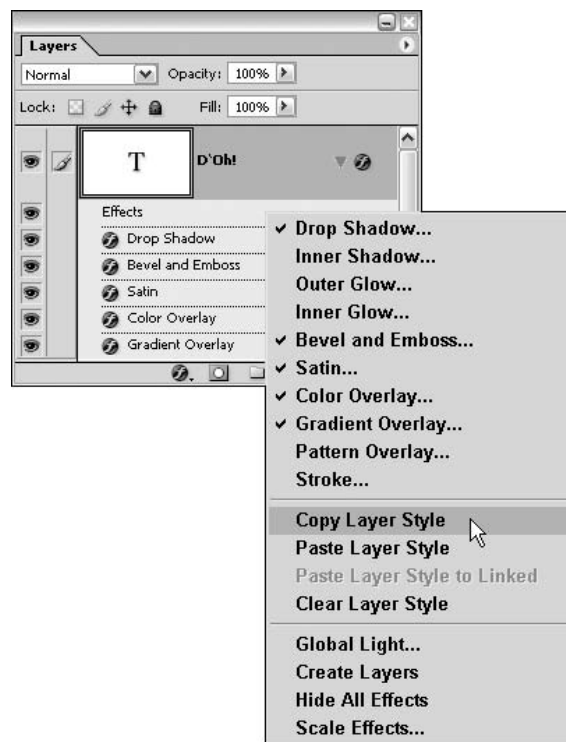 Layers
Normal Opacity: 100%
Lock: Fill: 100%
T D`Oh!
Effects
Drop Shadow
Bevel and Emboss
Satin
Color Overlay
Gradient Overlay
Drop Shadow...
Inner Shadow...
Outer Glow...
Inner Glow...
Bevel and Emboss...
Satin...
Color Overlay...
Gradient Overlay...
Pattern Overlay...
Stroke...
Copy Layer Style
Paste Layer Style
Paste Layer Style to Linked
Clear Layer Style
Global Light...
Create Layers
Hide All Effects
Scale Effects...